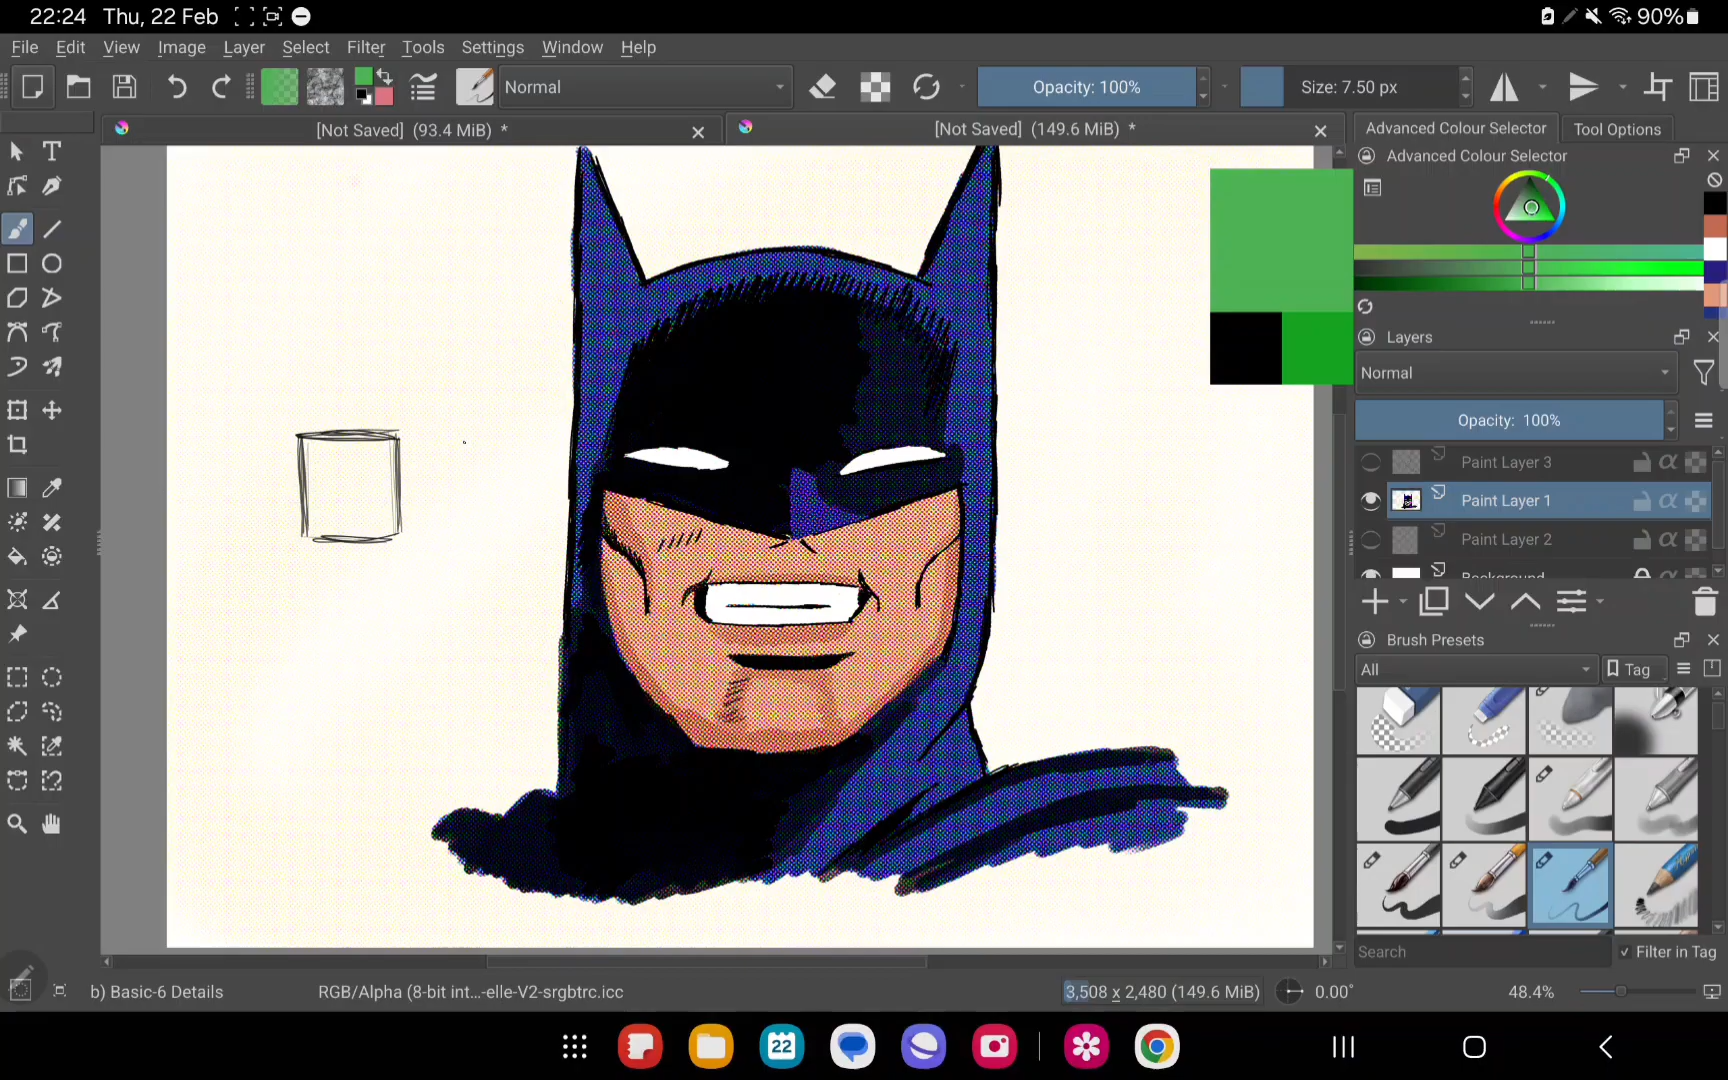 22:24 Thu, 22 Feb 90%
File Edit View Image Layer Select Filter Tools Settings Window Help
Normal Opacity: 100% Size: 7.50 px
[Not Saved] (93.4 MiB) * [Not Saved] (149.6 MiB) * Advanced Colour Selector Tool Options
Advanced Colour Selector
Layers
Normal
Opacity: 100%
Paint Layer 3
Paint Layer 1
Paint Layer 2
Background
Brush Presets
All Tag
Search Filter in Tag
b) Basic-6 Details RGB/Alpha (8-bit int...-elle-V2-srgbtrc.icc 3,508 x 2,480 (149.6 MiB) 0.00° 48.4%
22